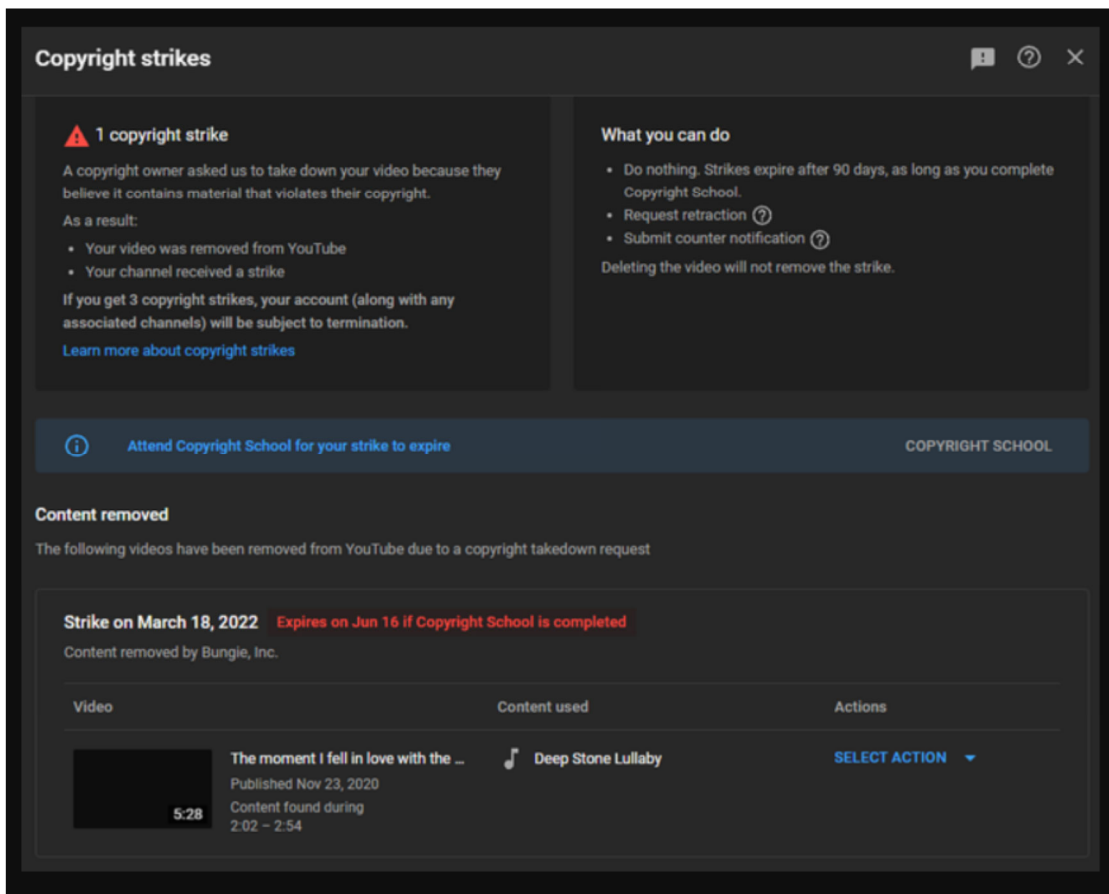 Copyright strikes
1 copyright strike
A copyright owner asked us to take down your video because they
believe it contains material that violates their copyright.
As a result:
• Your video was removed from YouTube
• Your channel received a strike
If you get 3 copyright strikes, your account (along with any
associated channels) will be subject to termination.
Learn more about copyright strikes
What you can do
• Do nothing. Strikes expire after 90 days, as long as you complete
Copyright School.
• Request retraction
• Submit counter notification
Deleting the video will not remove the strike.
Attend Copyright School for your strike to expire
COPYRIGHT SCHOOL
Content removed
The following videos have been removed from YouTube due to a copyright takedown request
Strike on March 18, 2022 Expires on Jun 16 if Copyright School is completed
Content removed by Bungie, Inc.
Video Content used Actions
5:28
The moment I fell in love with the ...
Published Nov 23, 2020
Content found during
2:02 – 2:54
Deep Stone Lullaby
SELECT ACTION